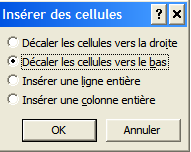 Insérer des cellules
Décaler les cellules vers la droite
Décaler les cellules vers le bas
Insérer une ligne entière
Insérer une colonne entière
OK
Annuler